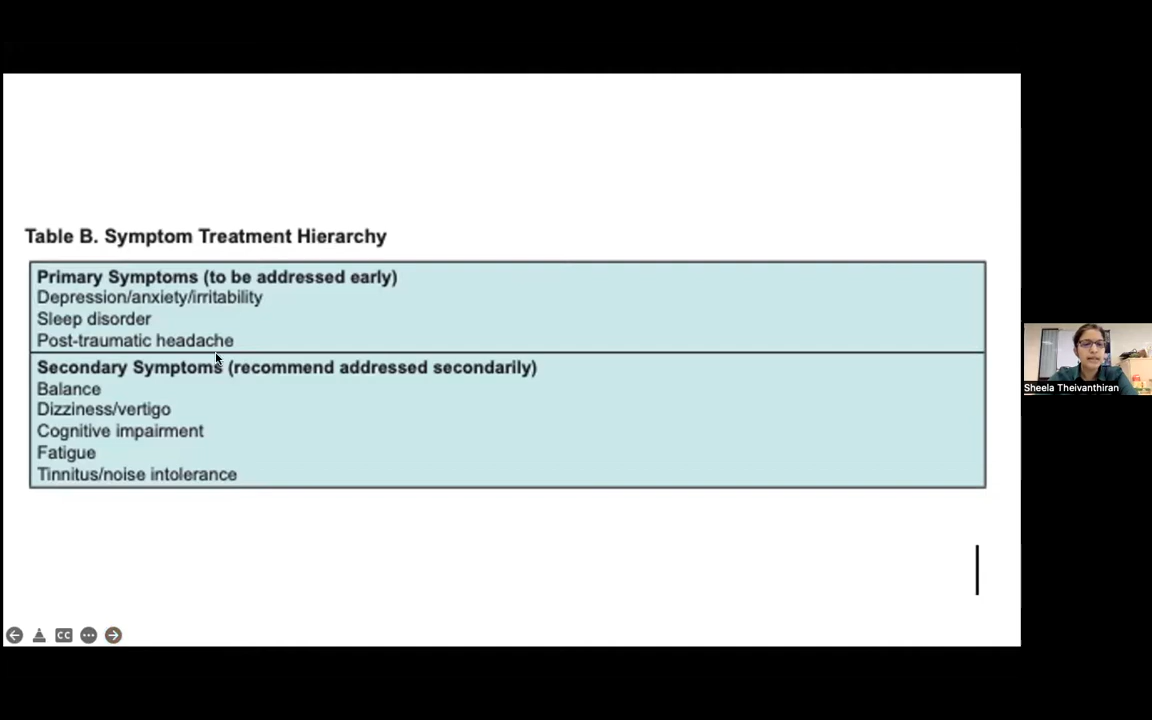 Table B. Symptom Treatment Hierarchy
Primary Symptoms (to be addressed early)
Depression/anxiety/irritability
Sleep disorder
Post-traumatic headache
Secondary Symptoms (recommend addressed secondarily)
Balance
Dizziness/vertigo
Cognitive impairment
Fatigue
Tinnitus/noise intolerance
Sheela Theivanthiran
CC